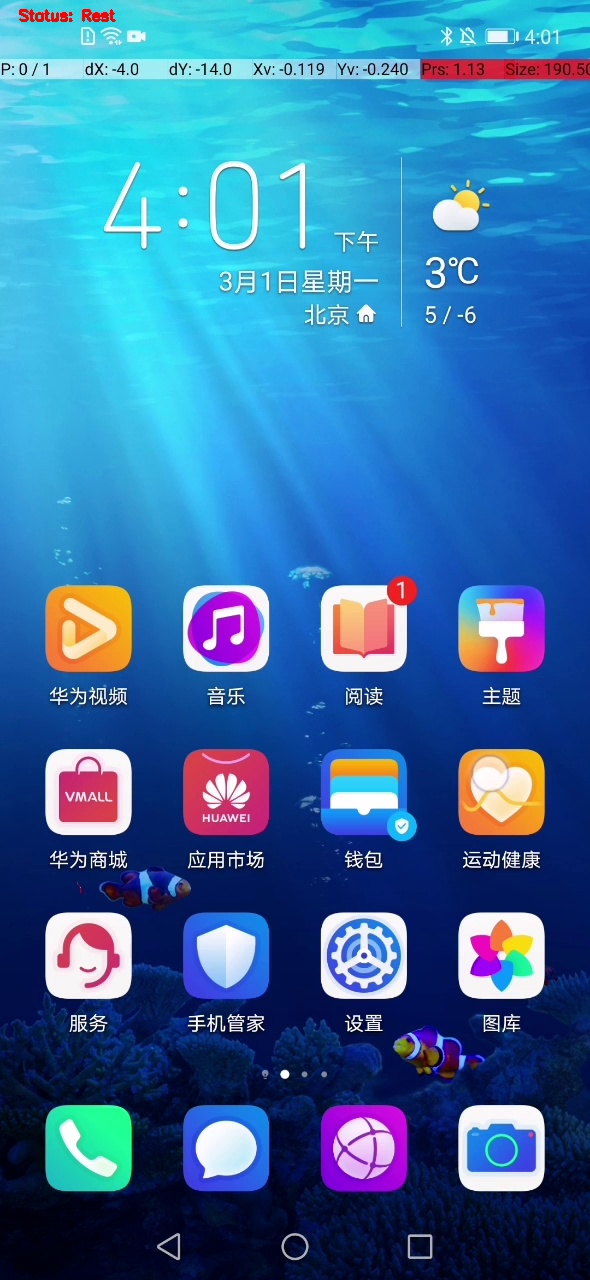 Status: Rest
4:01
P: 0 / 1 dX: -4.0 dY: -14.0 Xv: -0.119 Yv: -0.240 Prs: 1.13 Size: 190.50
4:01 下午
3月1日星期一
北京
3℃
5 / -6
1
华为视频 音乐 阅读 主题
VMALL HUAWEI
华为商城 应用市场 钱包 运动健康
服务 手机管家 设置 图库